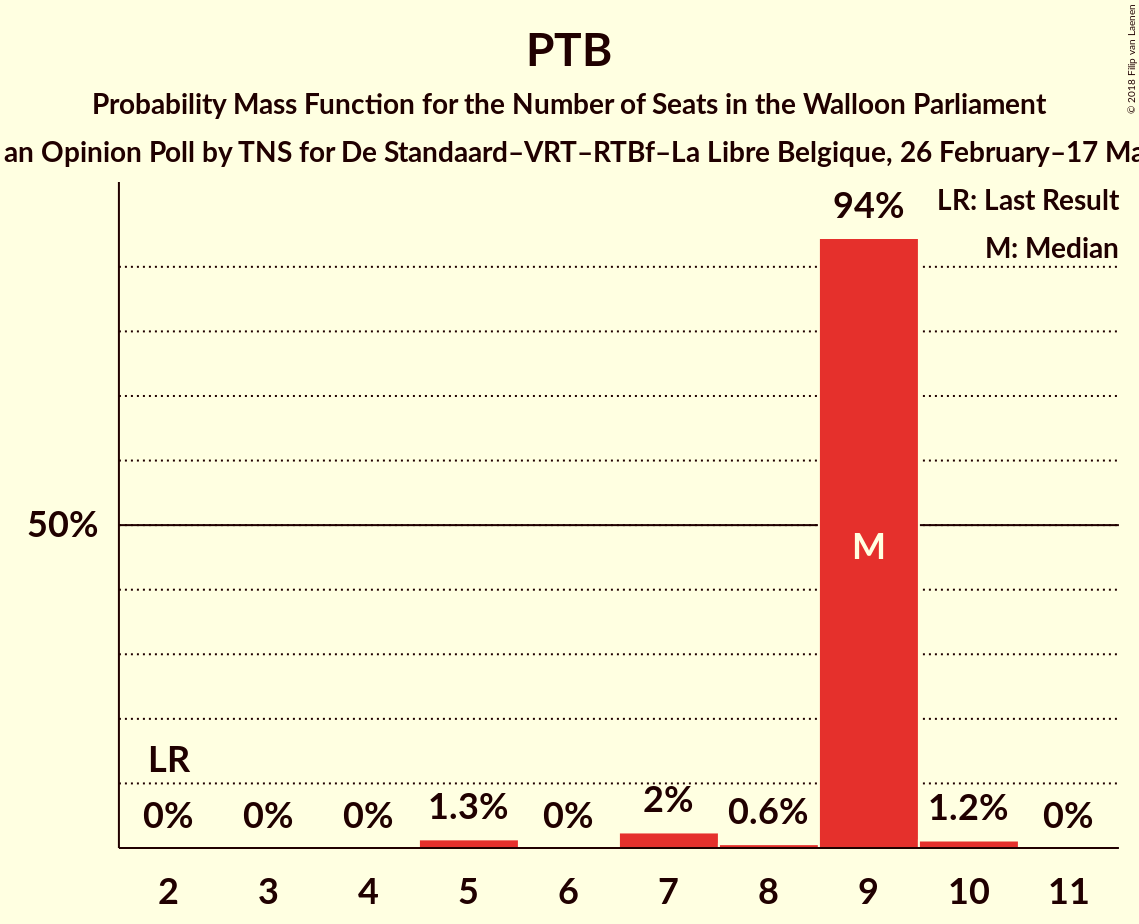 PTB
Probability Mass Function for the Number of Seats in the Walloon Parliament
an Opinion Poll by TNS for De Standaard–VRT–RTBf–La Libre Belgique, 26 February–17 Ma
© 2018 Filip van Laenen
LR: Last Result
M: Median
94%
50%
M
LR
0% 0% 0% 1.3% 0% 2% 0.6% 1.2% 0%
2 3 4 5 6 7 8 9 10 11